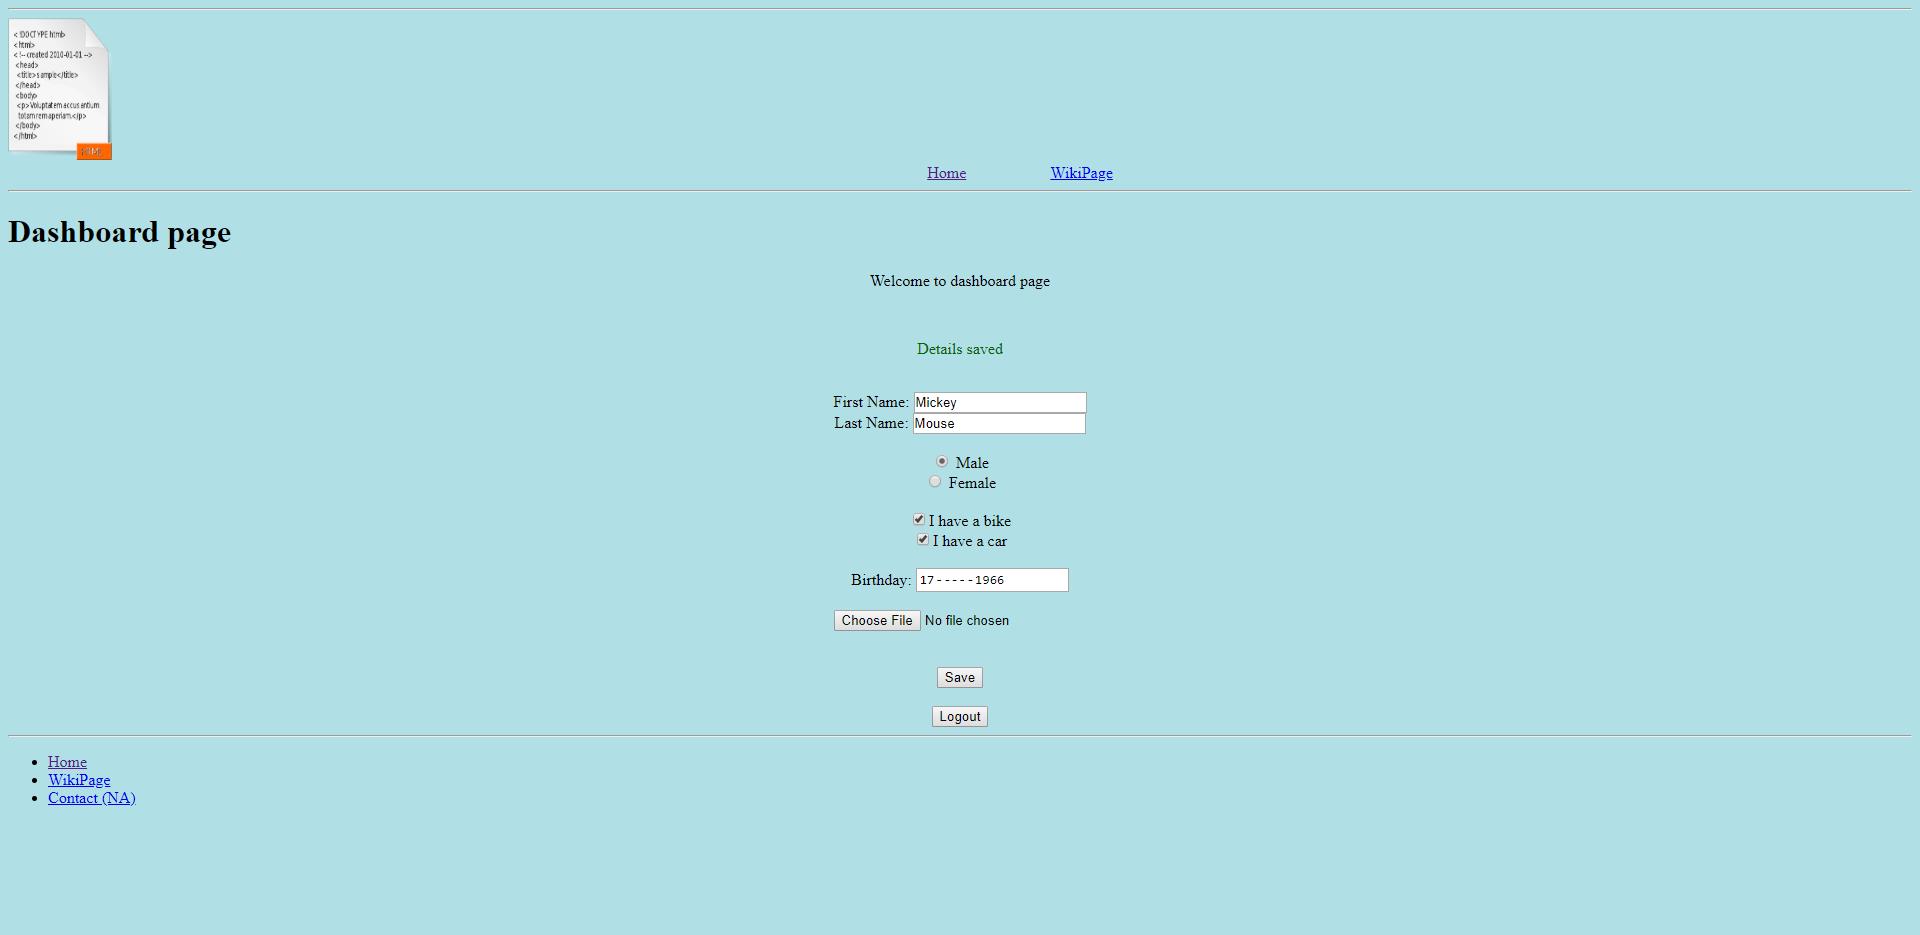 <!DOCTYPE html>
<html>
<!-- created 2010-01-01 -->
<head>
<title>sample</title>
</head>
<body>
<p>Voluptatem accusantium
totam rem aperiam.</p>
</body>
</html>
HTML
Home WikiPage
Dashboard page
Welcome to dashboard page
Details saved
First Name: Mickey
Last Name: Mouse
Male
Female
I have a bike
I have a car
Birthday: 17-----1966
Choose File No file chosen
Save
Logout
Home
WikiPage
Contact (NA)